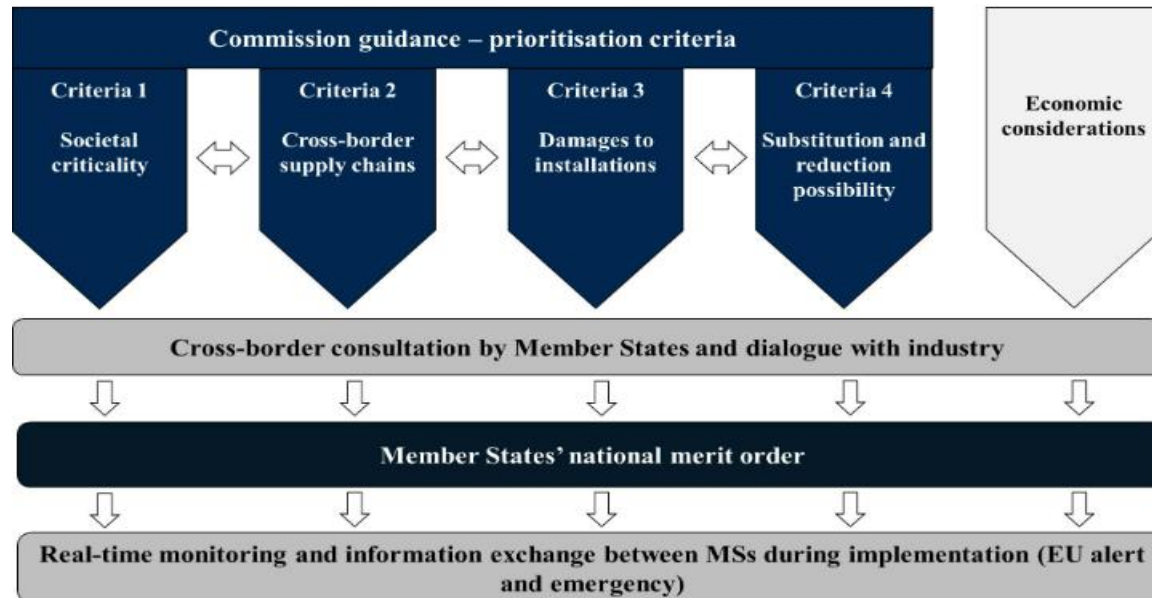 Commission guidance – prioritisation criteria
Criteria 1
Societal
criticality
Criteria 2
Cross-border
supply chains
Criteria 3
Damages to
installations
Criteria 4
Substitution and
reduction
possibility
Economic
considerations
Cross-border consultation by Member States and dialogue with industry
Member States’ national merit order
Real-time monitoring and information exchange between MSs during implementation (EU alert
and emergency)